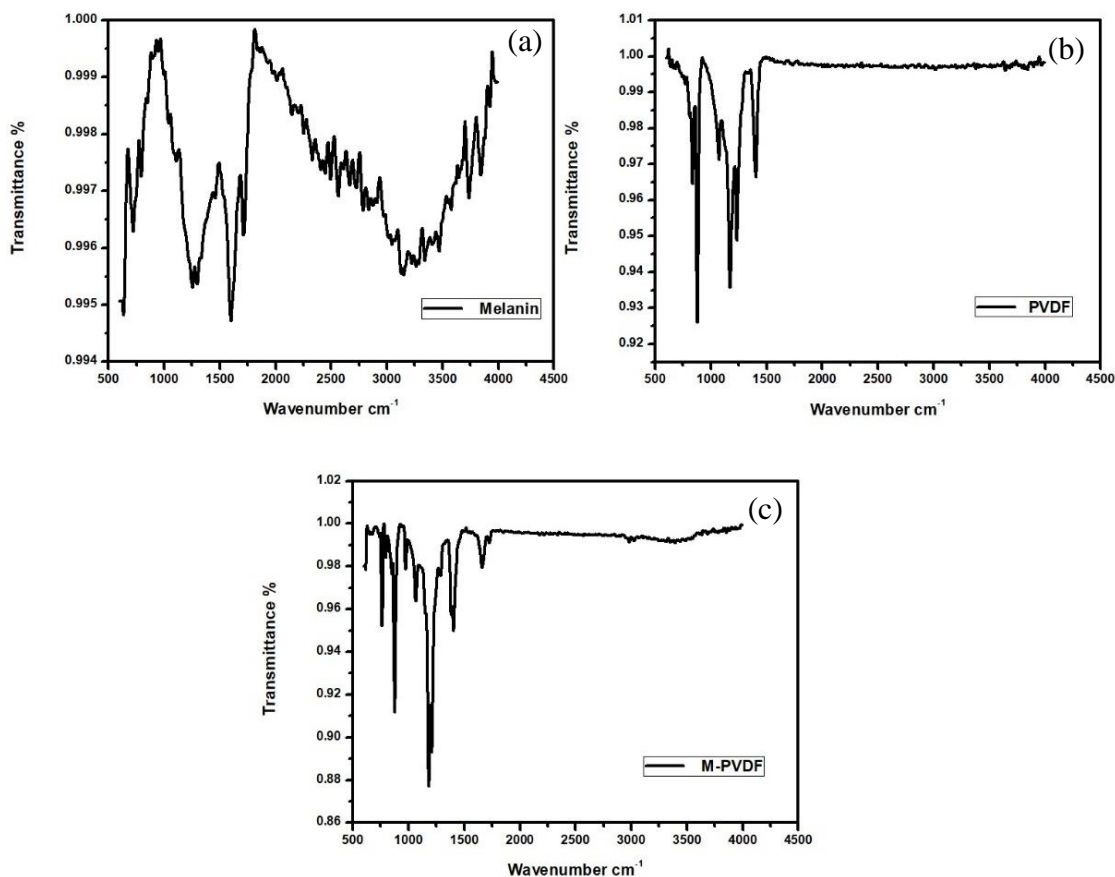 (a)
1.000
0.999
0.998
0.997
0.996
0.995
0.994
Transmittance %
500 1000 1500 2000 2500 3000 3500 4000 4500
Wavenumber cm⁻¹
Melanin
(b)
1.01
1.00
0.99
0.98
0.97
0.96
0.95
0.94
0.93
0.92
Transmittance %
500 1000 1500 2000 2500 3000 3500 4000 4500
Wavenumber cm⁻¹
PVDF
(c)
1.02
1.00
0.98
0.96
0.94
0.92
0.90
0.88
0.86
Transmittance %
500 1000 1500 2000 2500 3000 3500 4000 4500
Wavenumber cm⁻¹
M-PVDF